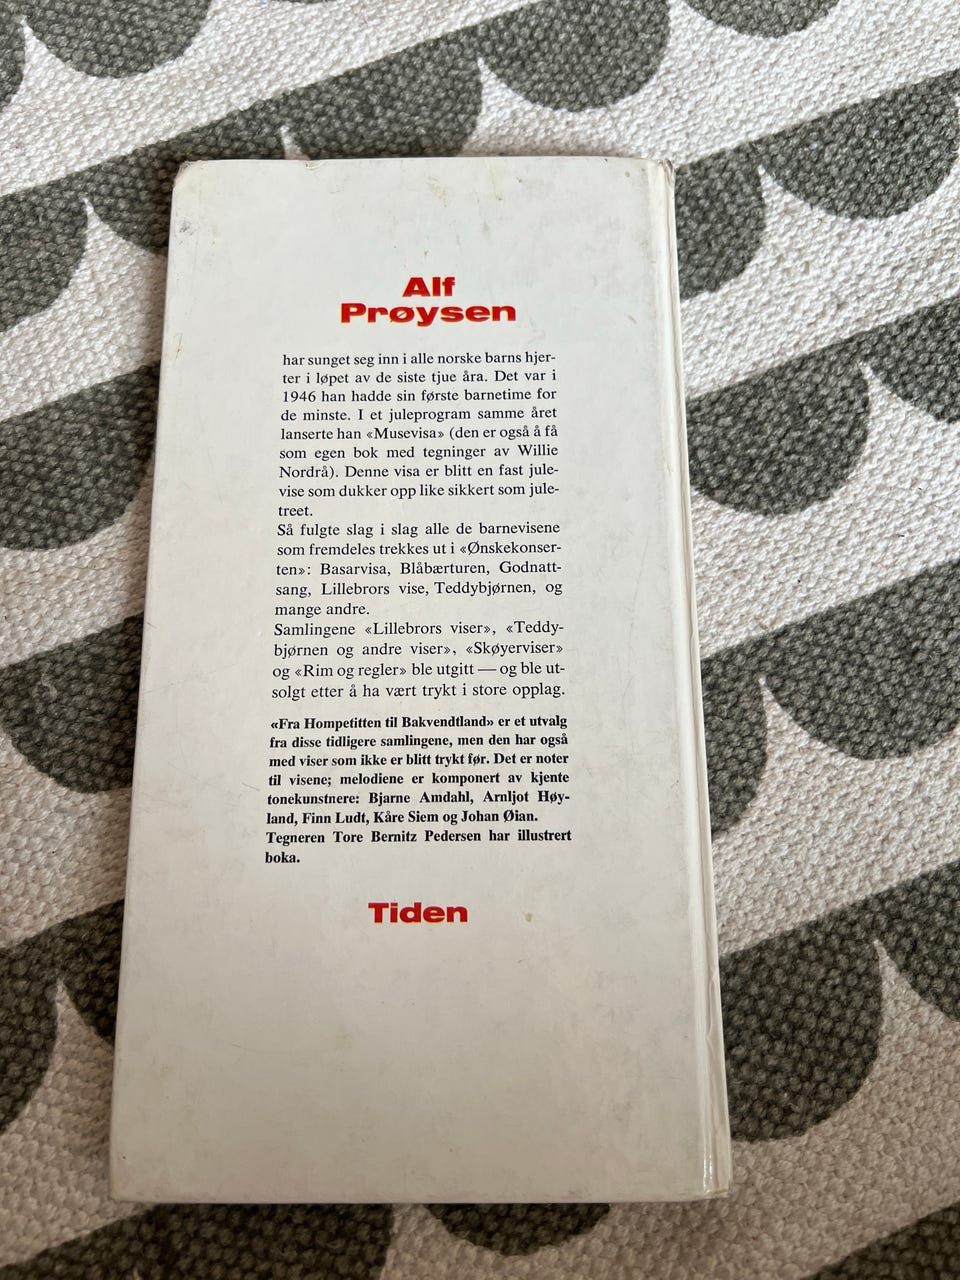 Alf
Prøysen
har sunget seg inn i alle norske barns hjer-
ter i løpet av de siste tjue åra. Det var i
1946 han hadde sin første barnetime for
de minste. I et juleprogram samme året
lanserte han «Musevisa» (den er også å få
som egen bok med tegninger av Willie
Nordrå). Denne visa er blitt en fast jule-
vise som dukker opp like sikkert som jule-
treet.
Så fulgte slag i slag alle de barnevisene
som fremdeles trekkes ut i «Ønskekonser-
ten»: Basarvisa, Blåbærturen, Godnatt-
sang, Lillebrors vise, Teddybjørnen, og
mange andre.
Samlingene «Lillebrors viser», «Teddy-
bjørnen og andre viser», «Skøyerviser»
og «Rim og regler» ble utgitt — og ble ut-
solgt etter å ha vært trykt i store opplag.
«Fra Hompetitten til Bakvendtland» er et utvalg
fra disse tidligere samlingene, men den har også
med viser som ikke er blitt trykt før. Det er noter
til visene; melodiene er komponert av kjente
tonekunstnere: Bjarne Amdahl, Arnljot Høy-
land, Finn Ludt, Kåre Siem og Johan Øian.
Tegneren Tore Bernitz Pedersen har illustrert
boka.
Tiden